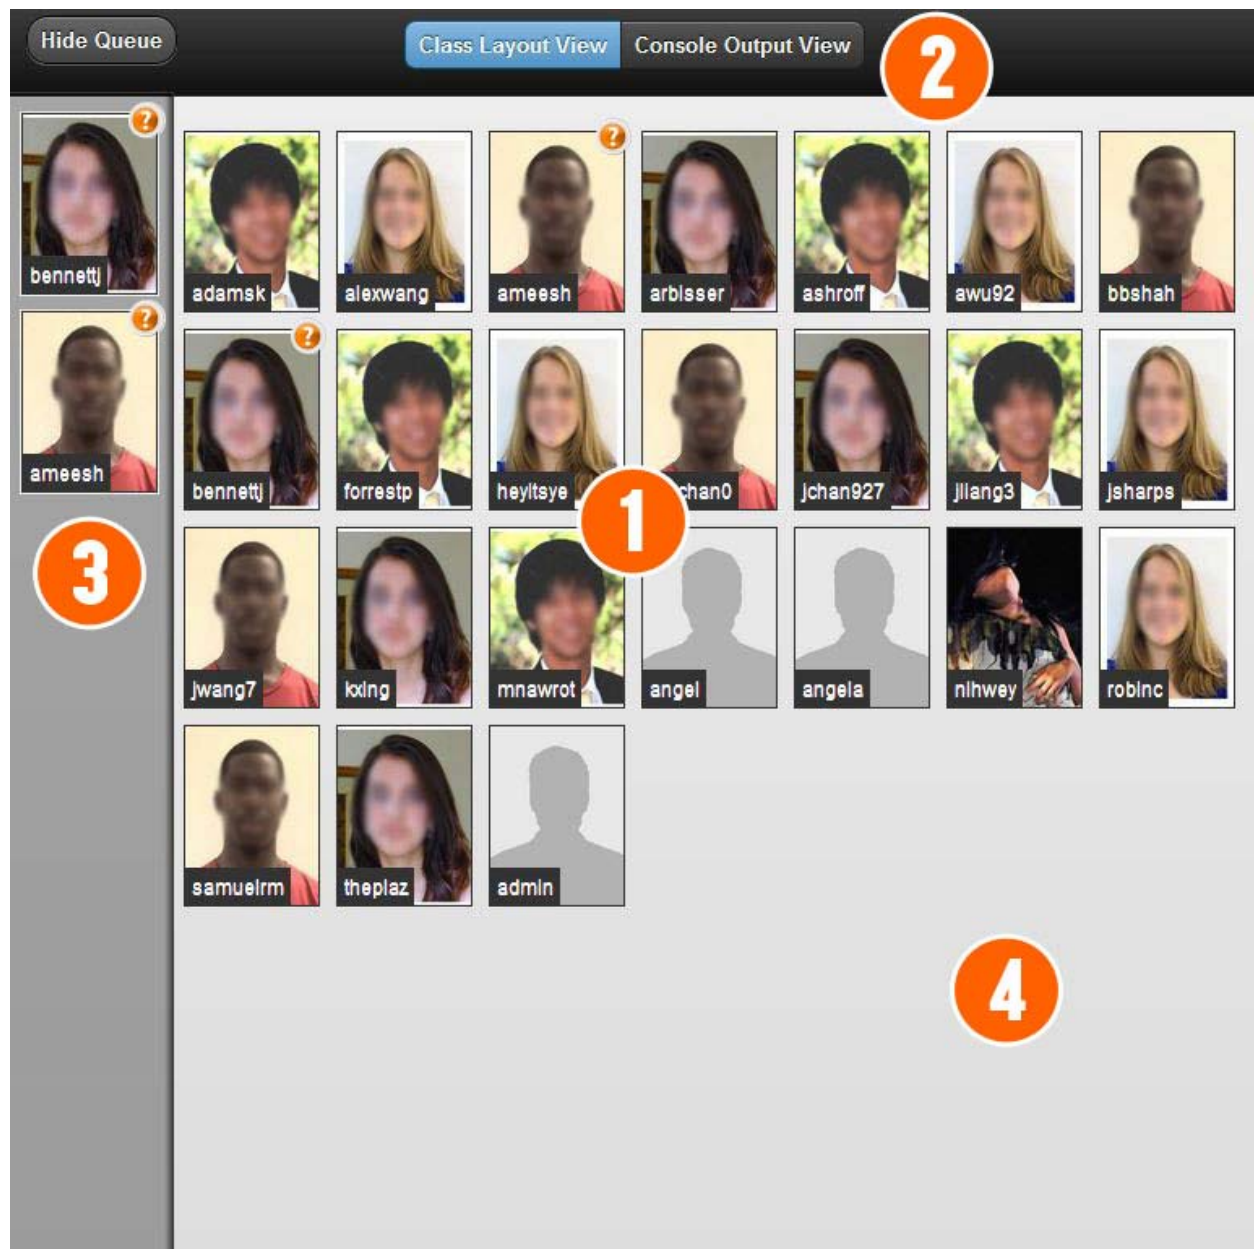 Hide Queue
Class Layout View
Console Output View
2
?
bennettj
?
ameesh
3
adamsk
alexwang
?
ameesh
arbisser
ashroff
awu92
bbshah
?
bennettj
forrestp
heyitsye
chan0
jchan927
jliang3
jsharps
1
jwang7
kxing
mnawrot
angel
angela
nihwey
robinc
samuelrm
theplaz
admin
4